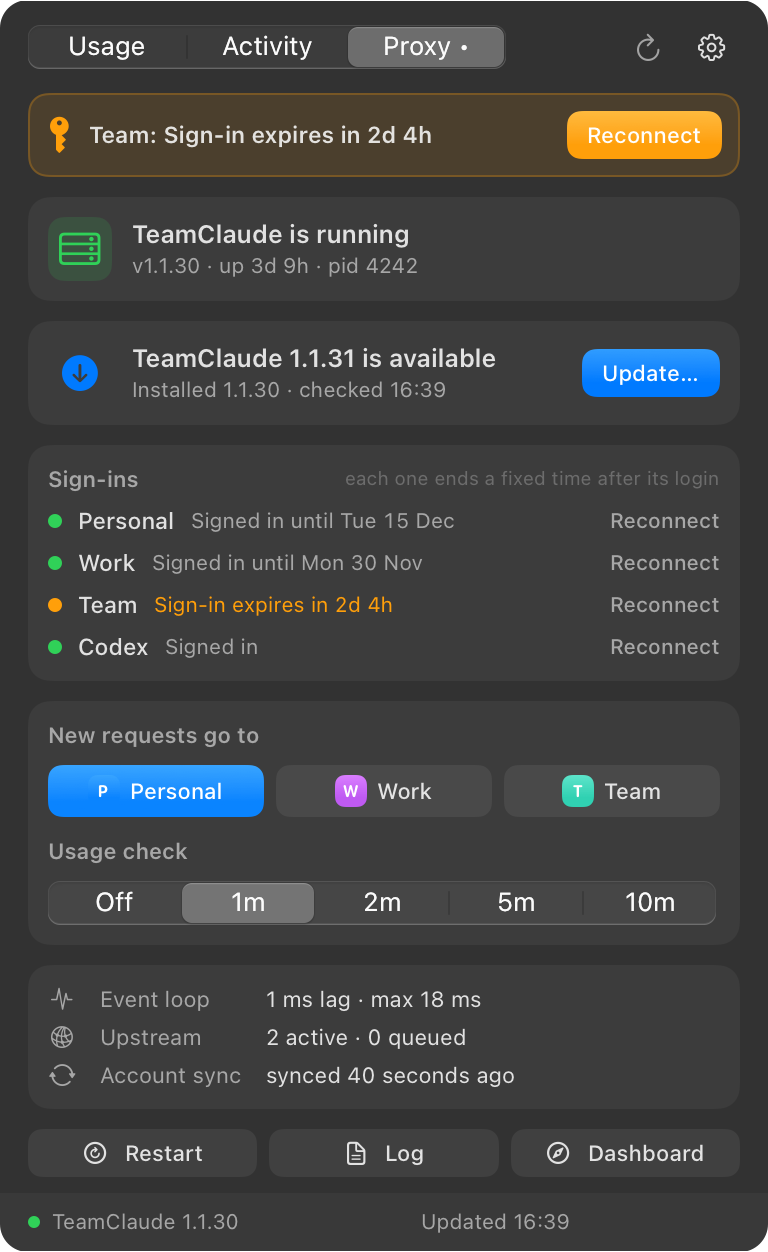 Usage Activity Proxy •
Team: Sign-in expires in 2d 4h Reconnect
TeamClaude is running
v1.1.30 · up 3d 9h · pid 4242
TeamClaude 1.1.31 is available
Installed 1.1.30 · checked 16:39
Update...
Sign-ins each one ends a fixed time after its login
Personal Signed in until Tue 15 Dec Reconnect
Work Signed in until Mon 30 Nov Reconnect
Team Sign-in expires in 2d 4h Reconnect
Codex Signed in Reconnect
New requests go to
P Personal W Work T Team
Usage check
Off 1m 2m 5m 10m
Event loop 1 ms lag · max 18 ms
Upstream 2 active · 0 queued
Account sync synced 40 seconds ago
Restart Log Dashboard
TeamClaude 1.1.30 Updated 16:39